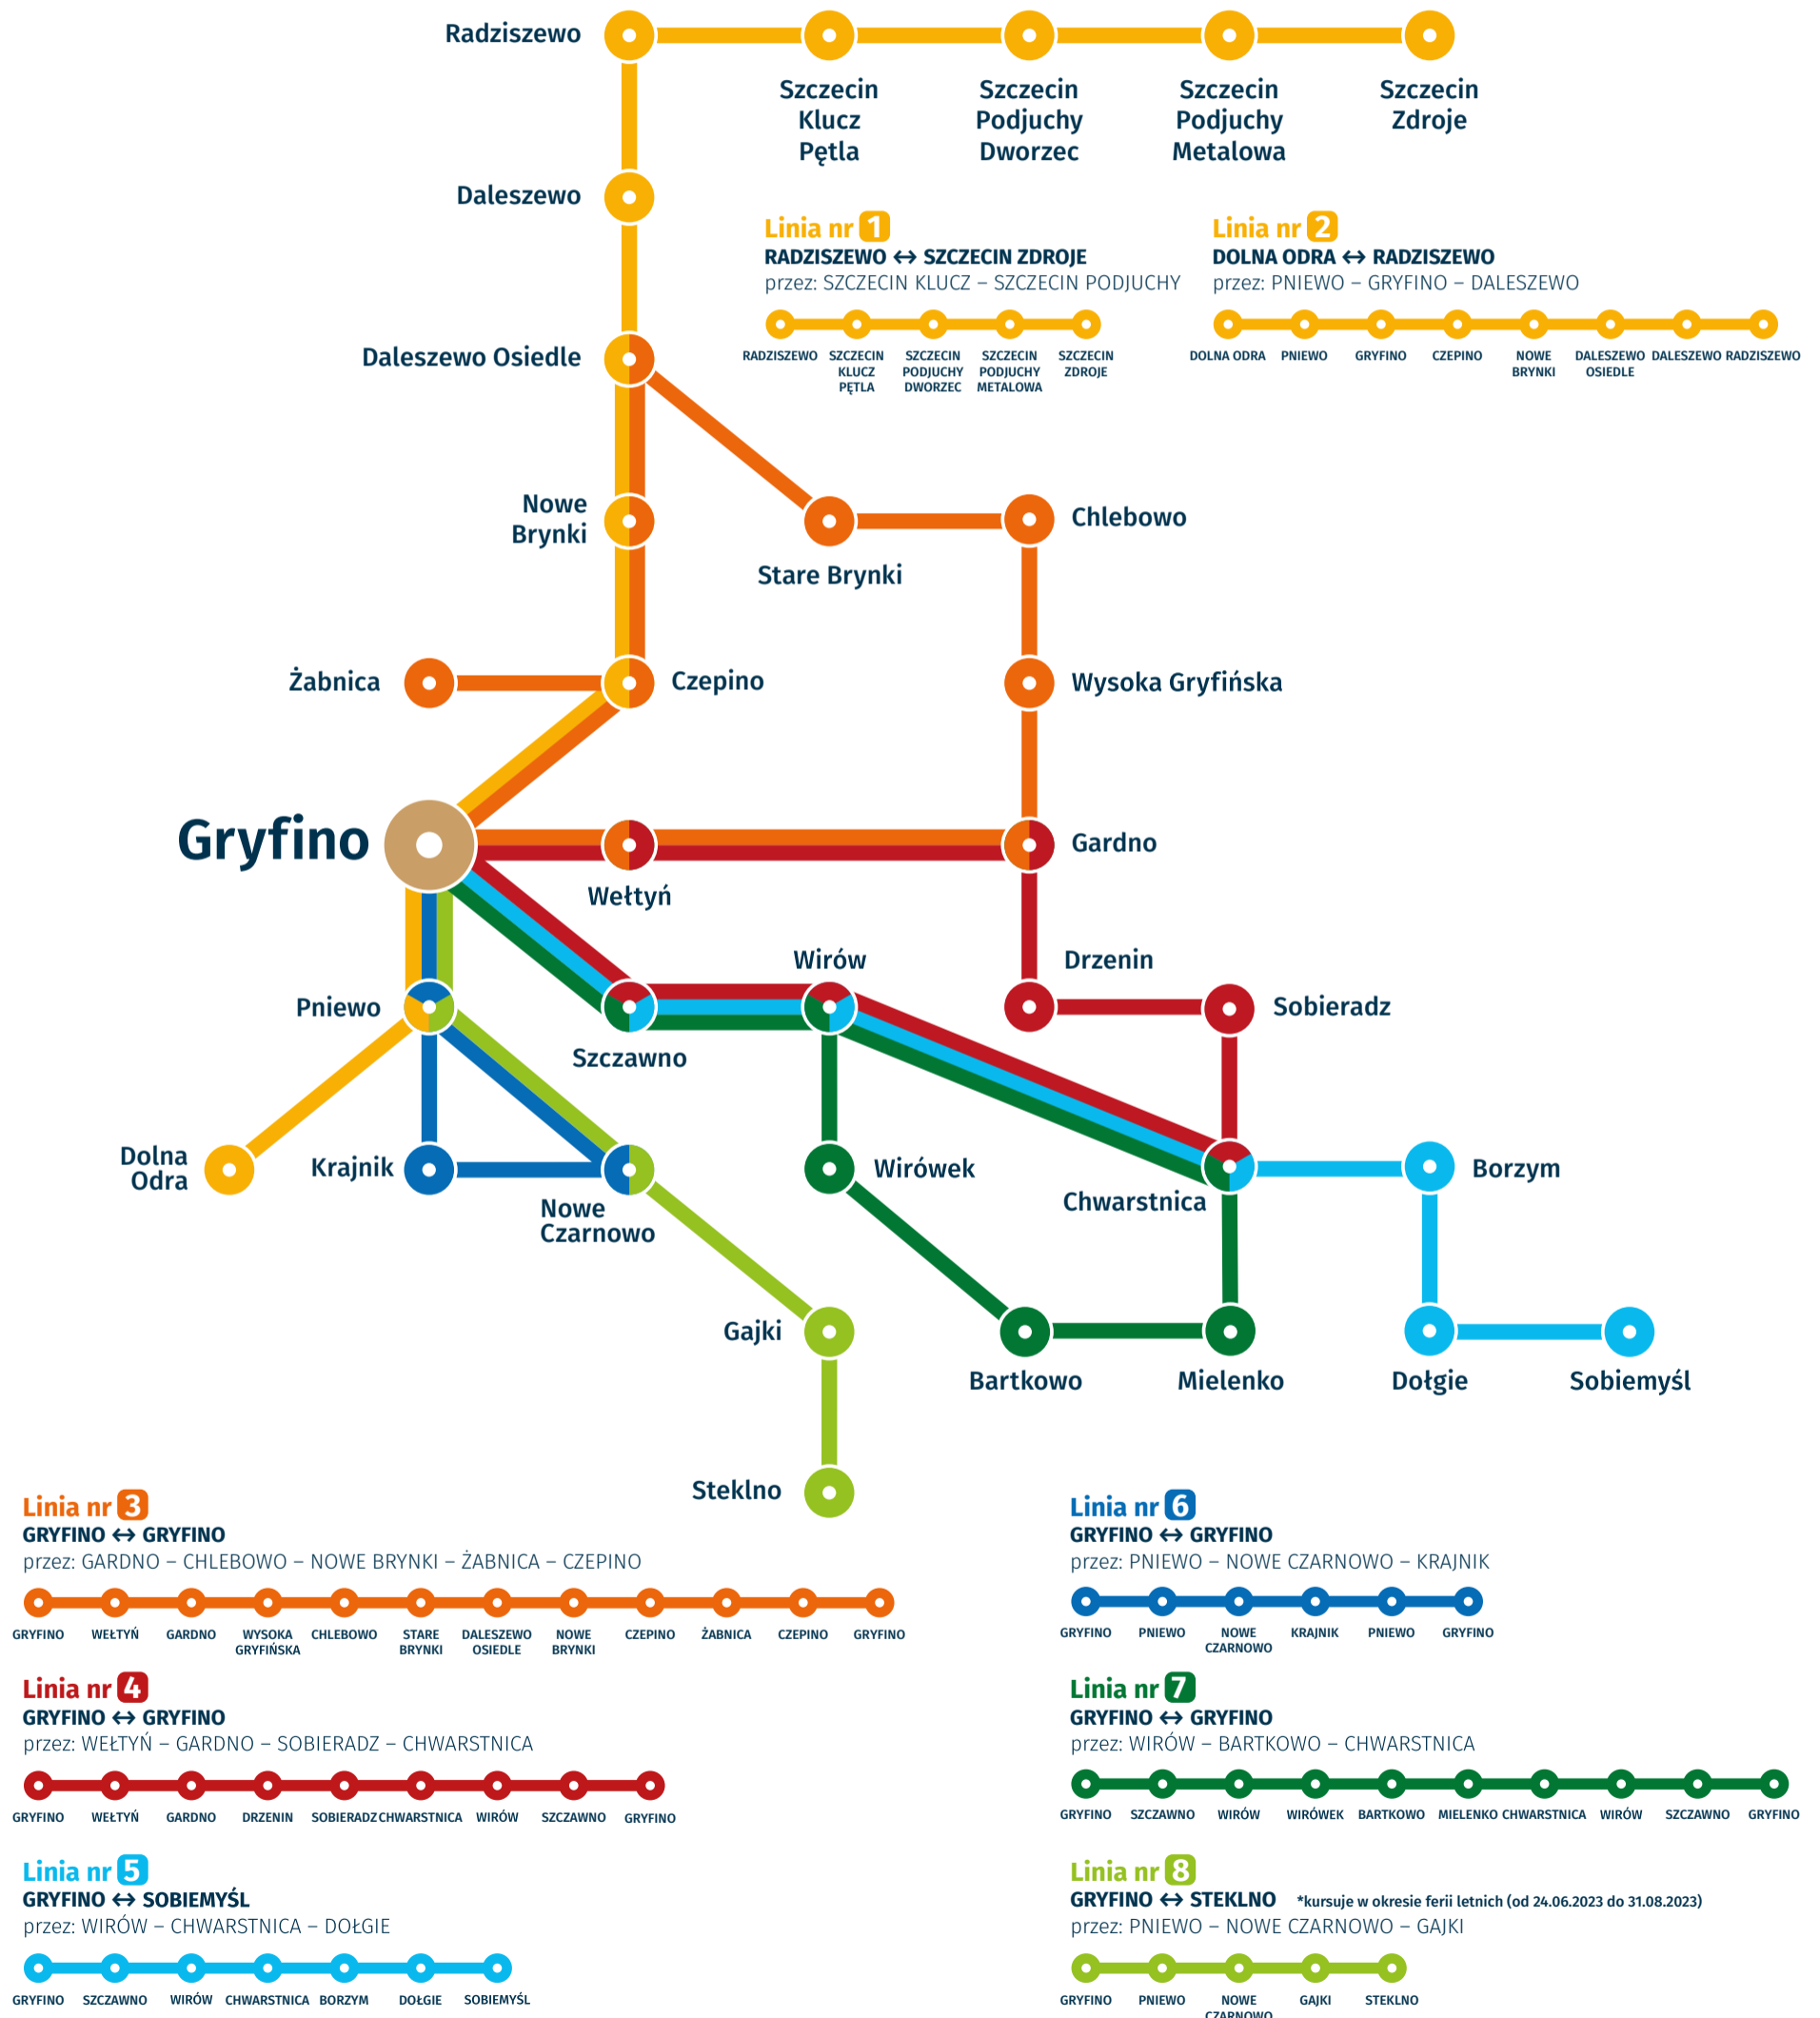 Radziszewo
Szczecin
Klucz
Pętla
Szczecin
Podjuchy
Dworzec
Szczecin
Podjuchy
Metalowa
Szczecin
Zdroje
Daleszewo
Linia nr 1
RADZISZEWO ↔ SZCZECIN ZDROJE
przez: SZCZECIN KLUCZ – SZCZECIN PODJUCHY
RADZISZEWO
SZCZECIN
KLUCZ
PĘTLA
SZCZECIN
PODJUCHY
DWORZEC
SZCZECIN
PODJUCHY
METALOWA
SZCZECIN
ZDROJE
Linia nr 2
DOLNA ODRA ↔ RADZISZEWO
przez: PNIEWO – GRYFINO – DALESZEWO
DOLNA ODRA
PNIEWO
GRYFINO
CZEPINO
NOWE
BRYNKI
DALESZEWO
OSIEDLE
DALESZEWO
RADZISZEWO
Daleszewo Osiedle
Nowe
Brynki
Stare Brynki
Chlebowo
Żabnica
Czepino
Wysoka Gryfińska
Gryfino
Wełtyń
Gardno
Pniewo
Szczawno
Wirów
Drzenin
Sobieradz
Dolna
Odra
Krajnik
Nowe
Czarnowo
Wirówek
Chwarstnica
Borzym
Gajki
Bartkowo
Mielenko
Dołgie
Sobiemyśl
Steklno
Linia nr 3
GRYFINO ↔ GRYFINO
przez: GARDNO – CHLEBOWO – NOWE BRYNKI – ŻABNICA – CZEPINO
GRYFINO
WEŁTYŃ
GARDNO
WYSOKA
GRYFIŃSKA
CHLEBOWO
STARE
BRYNKI
DALESZEWO
OSIEDLE
NOWE
BRYNKI
CZEPINO
ŻABNICA
CZEPINO
GRYFINO
Linia nr 4
GRYFINO ↔ GRYFINO
przez: WEŁTYŃ – GARDNO – SOBIERADZ – CHWARSTNICA
GRYFINO
WEŁTYŃ
GARDNO
DRZENIN
SOBIERADZ
CHWARSTNICA
WIRÓW
SZCZAWNO
GRYFINO
Linia nr 5
GRYFINO ↔ SOBIEMYŚL
przez: WIRÓW – CHWARSTNICA – DOŁGIE
GRYFINO
SZCZAWNO
WIRÓW
CHWARSTNICA
BORZYM
DOŁGIE
SOBIEMYŚL
Linia nr 6
GRYFINO ↔ GRYFINO
przez: PNIEWO – NOWE CZARNOWO – KRAJNIK
GRYFINO
PNIEWO
NOWE
CZARNOWO
KRAJNIK
PNIEWO
GRYFINO
Linia nr 7
GRYFINO ↔ GRYFINO
przez: WIRÓW – BARTKOWO – CHWARSTNICA
GRYFINO
SZCZAWNO
WIRÓW
WIRÓWEK
BARTKOWO
MIELENKO
CHWARSTNICA
WIRÓW
SZCZAWNO
GRYFINO
Linia nr 8
GRYFINO ↔ STEKLNO *kursuje w okresie ferii letnich (od 24.06.2023 do 31.08.2023)
przez: PNIEWO – NOWE CZARNOWO – GAJKI
GRYFINO
PNIEWO
NOWE
CZARNOWO
GAJKI
STEKLNO